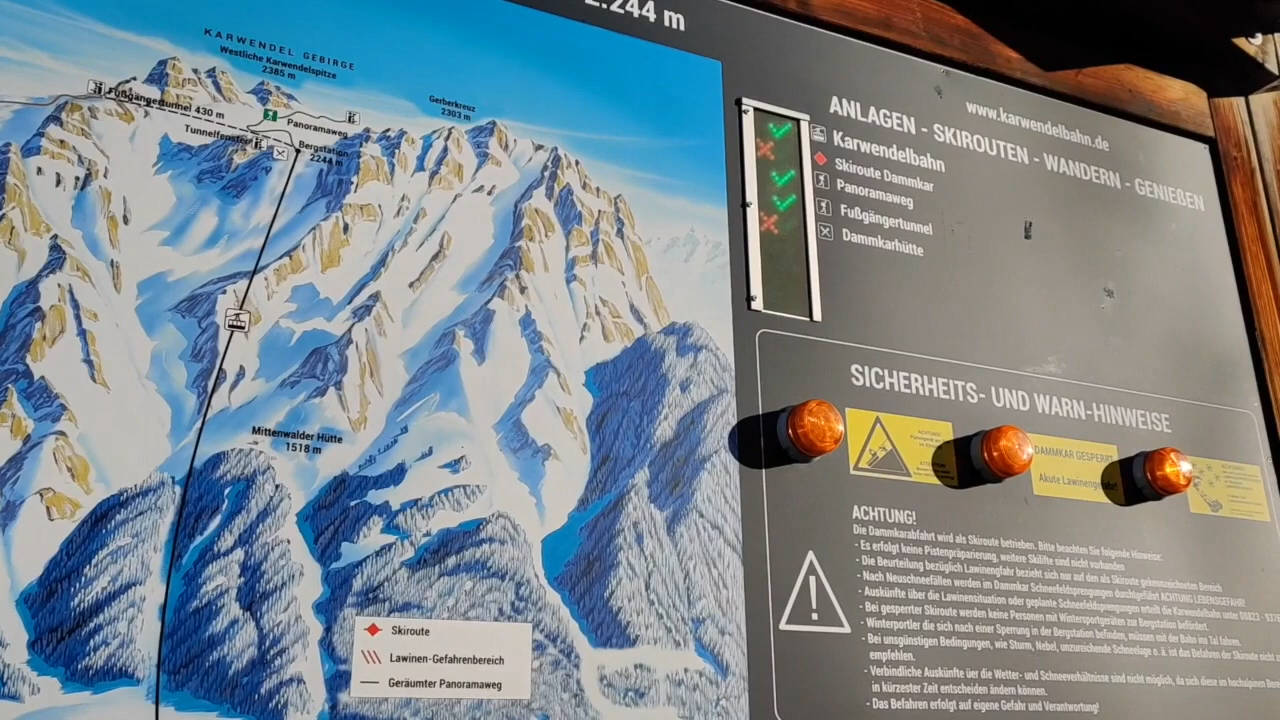 2.244 m
KARWENDEL GEBIRGE
Westliche Karwendelspitze
2385 m
Gerberkreuz
2303 m
Fußgängertunnel 430 m
Panoramaweg
Tunnelfenster
Bergstation
2244 m
Mittenwalder Hütte
1518 m
Skiroute
Lawinen-Gefahrenbereich
Geräumter Panoramaweg
www.karwendelbahn.de
ANLAGEN - SKIROUTEN - WANDERN - GENIEßEN
Karwendelbahn
Skiroute Dammkar
Panoramaweg
Fußgängertunnel
Dammkarhütte
SICHERHEITS- UND WARN-HINWEISE
ACHTUNG!
DAMMKAR GESPERRT
Akute Lawinengefahr!
ACHTUNG!
Die Dammkarabfahrt wird als Skiroute betrieben. Bitte beachten Sie folgende Hinweise:
- Es erfolgt keine Pistenpräparierung, weitere Skilifte sind nicht vorhanden
- Die Beurteilung bezüglich Lawinengfahr bezieht sich nur auf den als Skiroute gekennzeichneten Bereich
- Nach Neuschneefällen werden im Dammkar Schneefeldsprengungen durchgeführt ACHTUNG LEBENSGEFAHR!
- Auskünfte über die Lawinensituation oder geplante Schneefeldsprengungen erteilt die Karwendelbahn unter 08823 -
- Bei gesperrter Skiroute werden keine Personen mit Wintersportgeräten zur Bergstation befördert.
- Winterportler die sich nach einer Sperrung in der Bergstation befinden, müssen mit der Bahn ins Tal fahren.
- Bei unsgünstigen Bedingungen, wie Sturm, Nebel, unzureichende Schneelage o. ä. ist das Befahren der Skiroute nicht zu
empfehlen.
- Verbindliche Auskünfte üer die Wetter- und Schneeverhältnisse sind nicht möglich, da sich diese im hochalpinen
in kürzester Zeit entscheiden ändern können.
- Das Befahren erfolgt auf eigene Gefahr und Verantwortung!